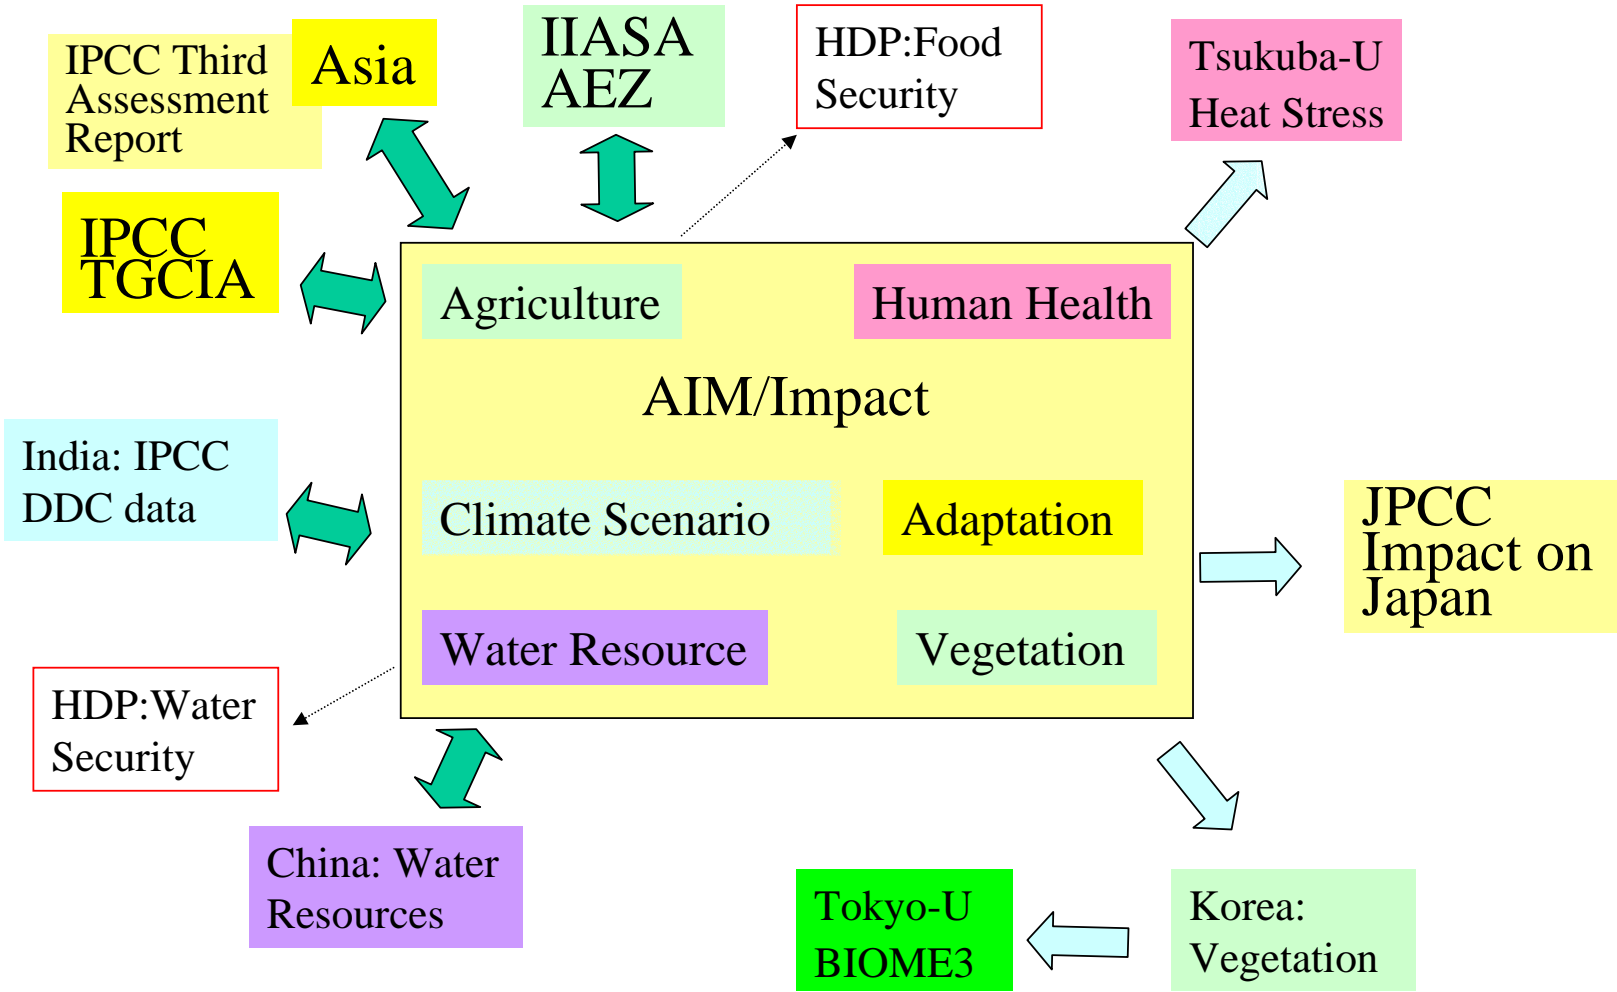 IPCC Third
Assessment
Report
Asia
IIASA
AEZ
HDP:Food
Security
Tsukuba-U
Heat Stress
IPCC
TGCIA
Agriculture
Human Health
AIM/Impact
India: IPCC
DDC data
Climate Scenario
Adaptation
JPCC
Impact on
Japan
Water Resource
Vegetation
HDP:Water
Security
China: Water
Resources
Tokyo-U
BIOME3
Korea:
Vegetation